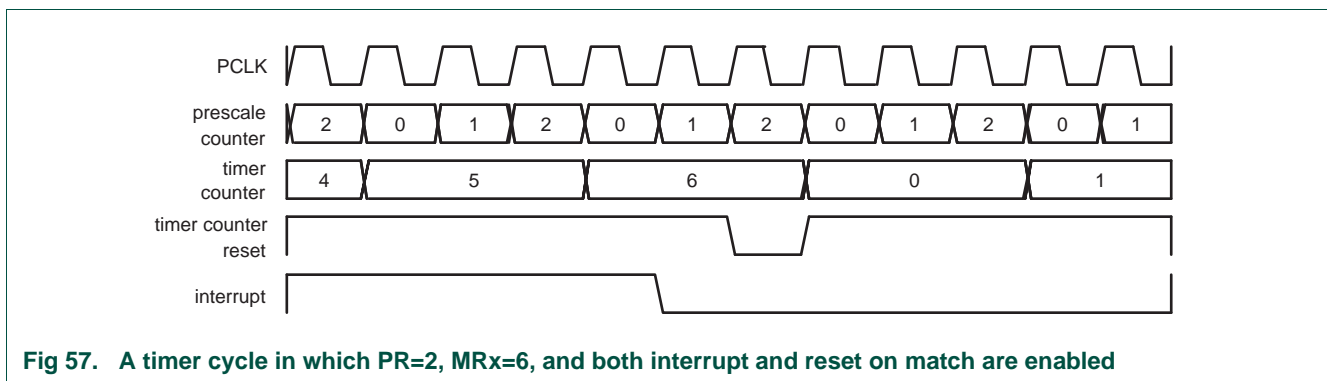 PCLK
prescale
counter
2 0 1 2 0 1 2 0 1 2 0 1
timer
counter
4 5 6 0 1
timer counter
reset
interrupt
Fig 57. A timer cycle in which PR=2, MRx=6, and both interrupt and reset on match are enabled